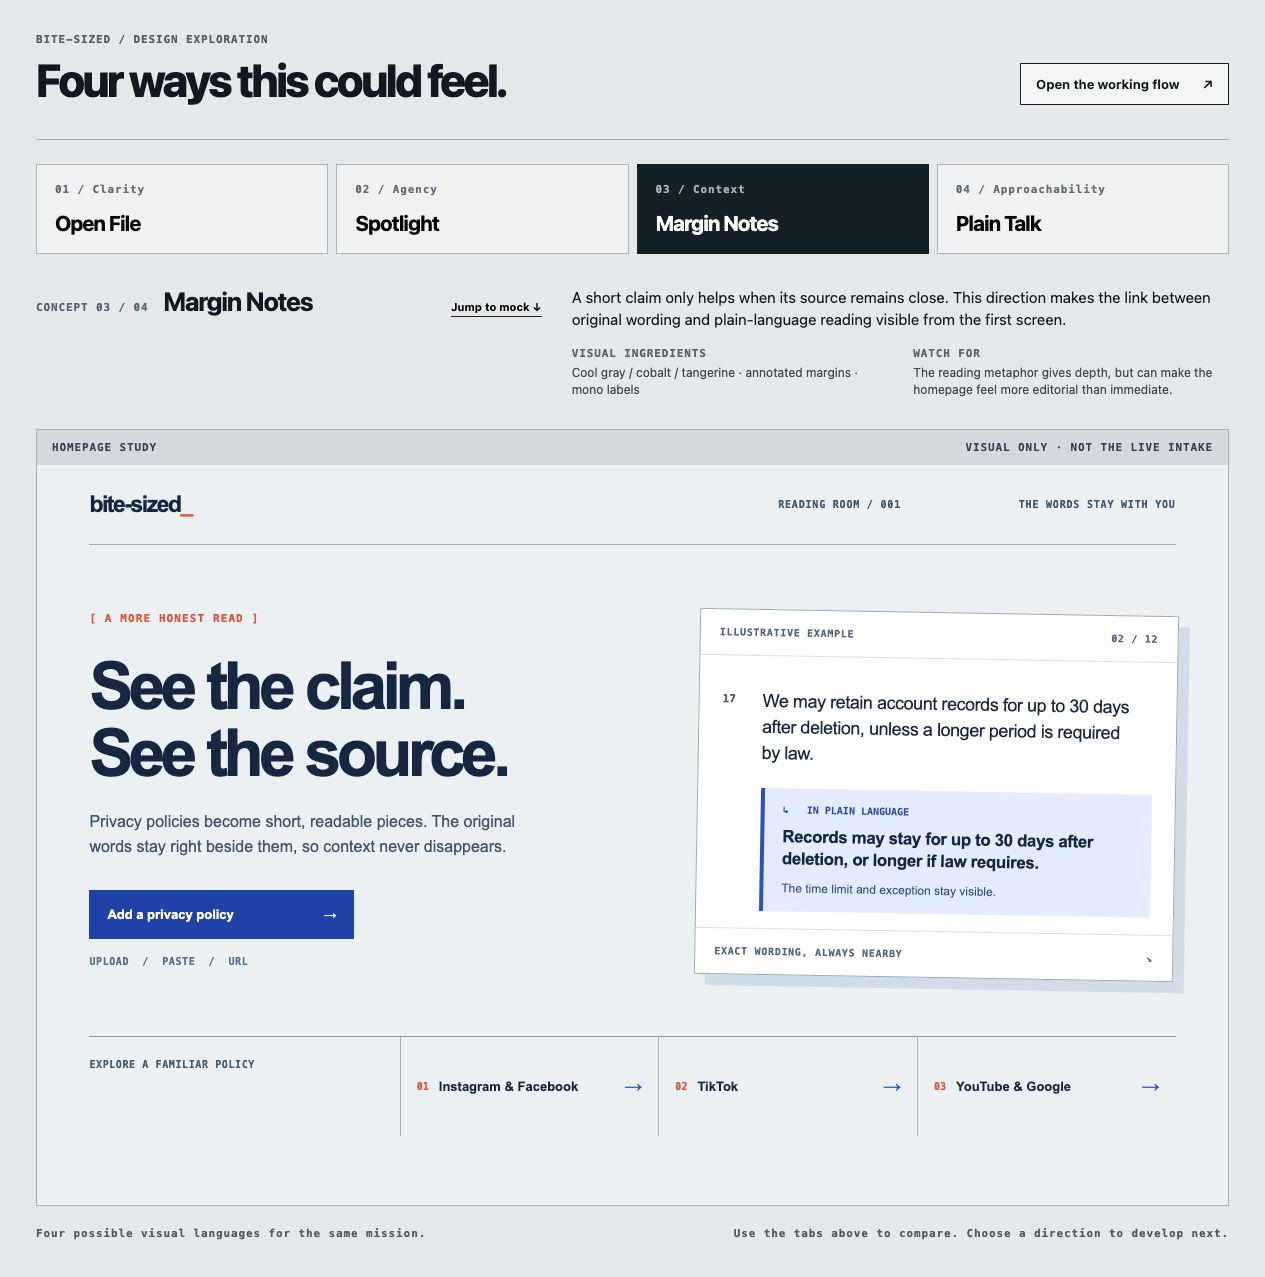 BITE-SIZED / DESIGN EXPLORATION
Four ways this could feel.
Open the working flow ↗
01 / Clarity
Open File
02 / Agency
Spotlight
03 / Context
Margin Notes
04 / Approachability
Plain Talk
CONCEPT 03 / 04 Margin Notes
Jump to mock ↓
A short claim only helps when its source remains close. This direction makes the link between
original wording and plain-language reading visible from the first screen.
VISUAL INGREDIENTS
Cool gray / cobalt / tangerine · annotated margins ·
mono labels
WATCH FOR
The reading metaphor gives depth, but can make the
homepage feel more editorial than immediate.
HOMEPAGE STUDY
VISUAL ONLY · NOT THE LIVE INTAKE
bite-sized_
READING ROOM / 001
THE WORDS STAY WITH YOU
[ A MORE HONEST READ ]
See the claim.
See the source.
Privacy policies become short, readable pieces. The original
words stay right beside them, so context never disappears.
Add a privacy policy →
UPLOAD / PASTE / URL
ILLUSTRATIVE EXAMPLE
02 / 12
17
We may retain account records for up to 30 days
after deletion, unless a longer period is required
by law.
↳ IN PLAIN LANGUAGE
Records may stay for up to 30 days after
deletion, or longer if law requires.
The time limit and exception stay visible.
EXACT WORDING, ALWAYS NEARBY ↘
EXPLORE A FAMILIAR POLICY
01 Instagram & Facebook →
02 TikTok →
03 YouTube & Google →
Four possible visual languages for the same mission.
Use the tabs above to compare. Choose a direction to develop next.